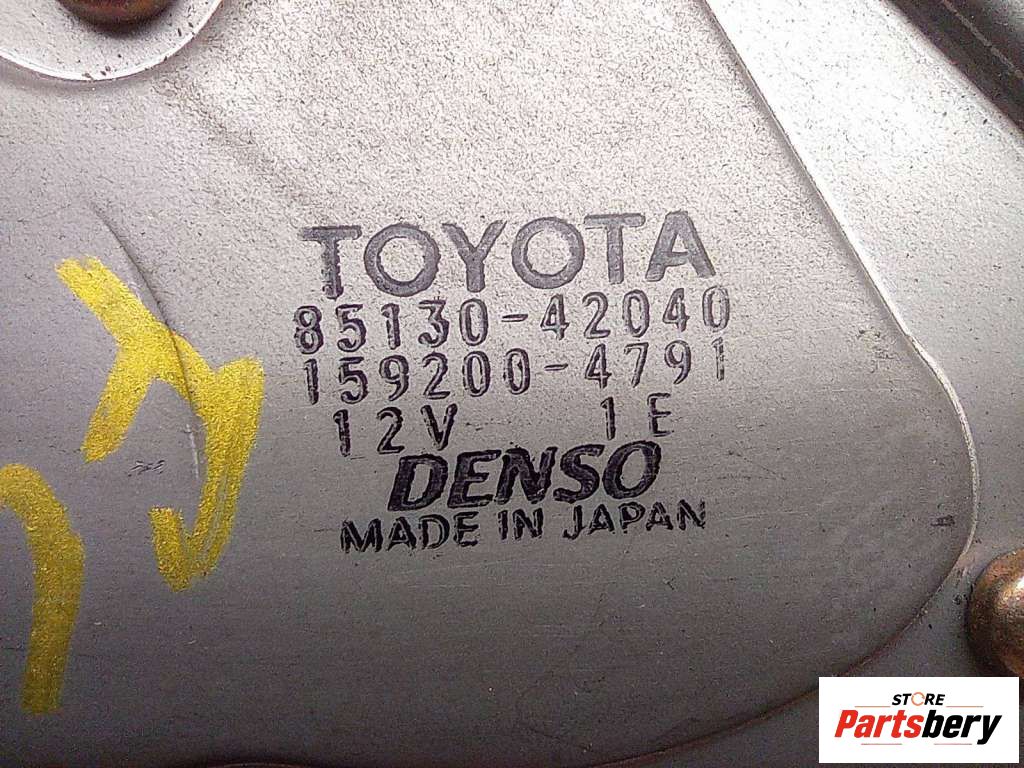 TOYOTA
85130-42040
159200-4791
12V 1E
DENSO
MADE IN JAPAN
STORE
Partsbery